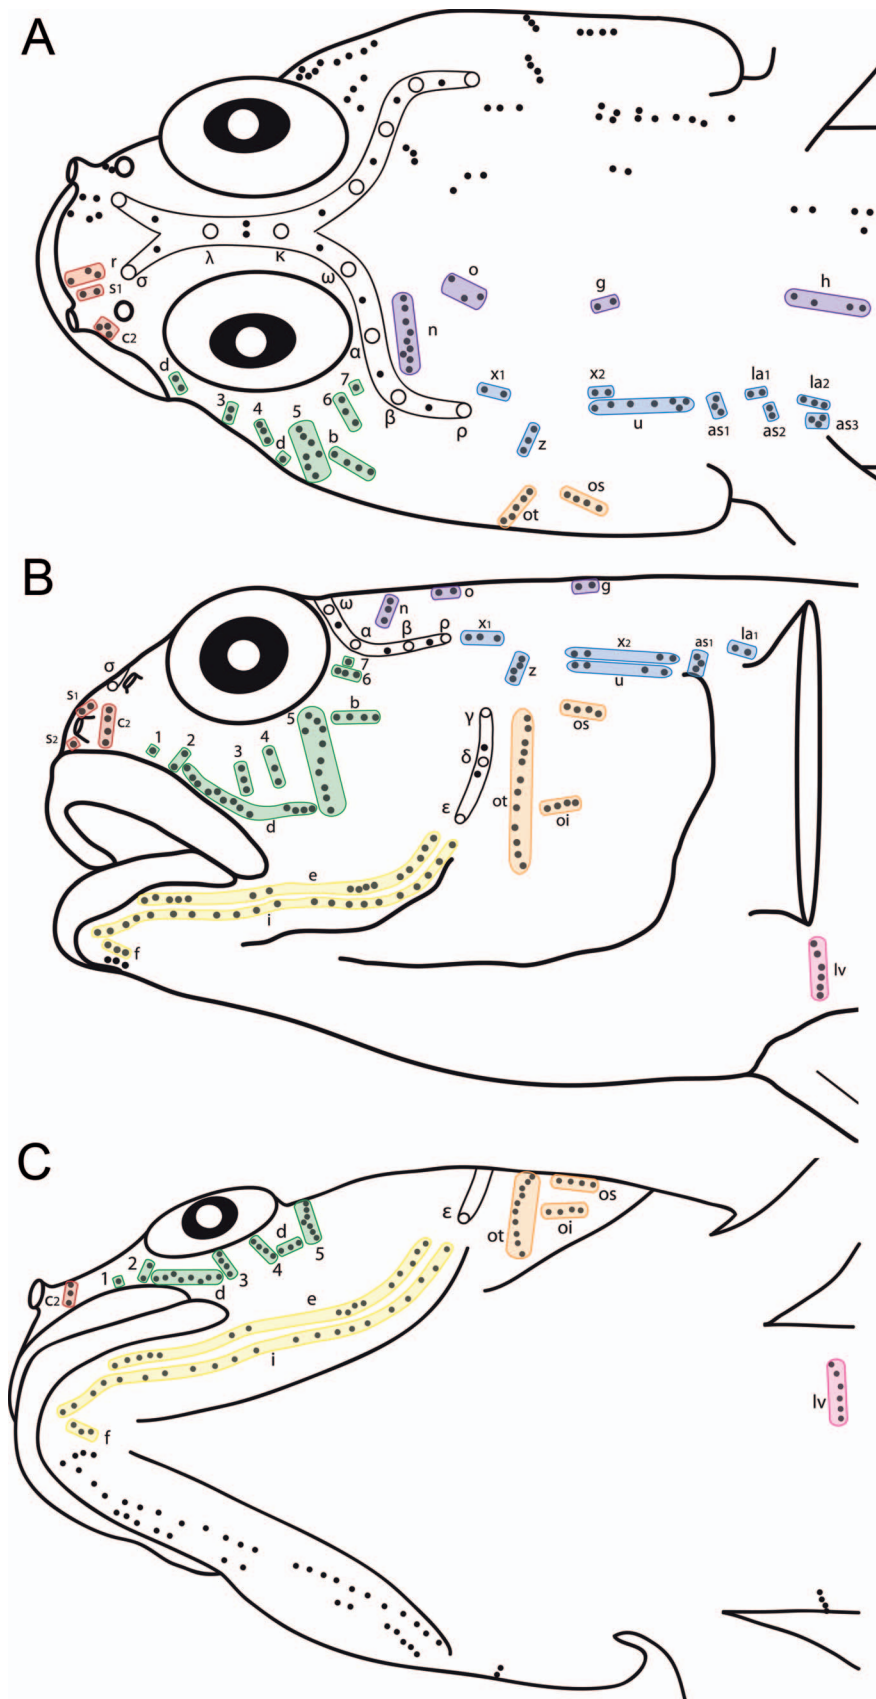 A
r
s1
c2
σ
λ
κ
ω
α
β
ρ
n
o
g
h
d
3
4
d
5
b
6
7
x1
z
x2
u
as1
la1
as2
la2
as3
ot
os
B
ω
α
β
ρ
n
o
g
x1
z
x2
u
as1
la1
σ
s1
s2
c2
1
2
3
4
5
d
b
7
6
γ
δ
ε
ot
os
oi
e
i
f
lv
C
c2
1
2
d
3
4
d
5
ε
ot
os
oi
e
i
f
lv